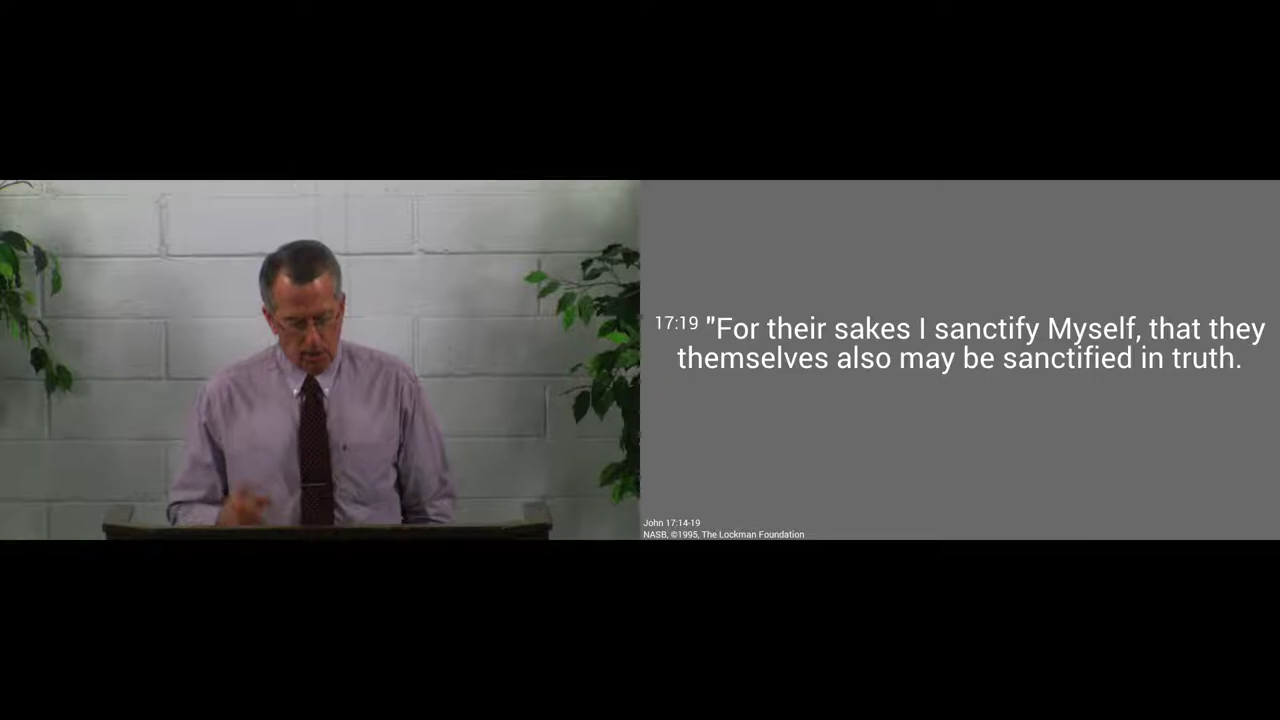 17:19 "For their sakes I sanctify Myself, that they
themselves also may be sanctified in truth.
John 17:14-19
NASB, ©1995, The Lockman Foundation